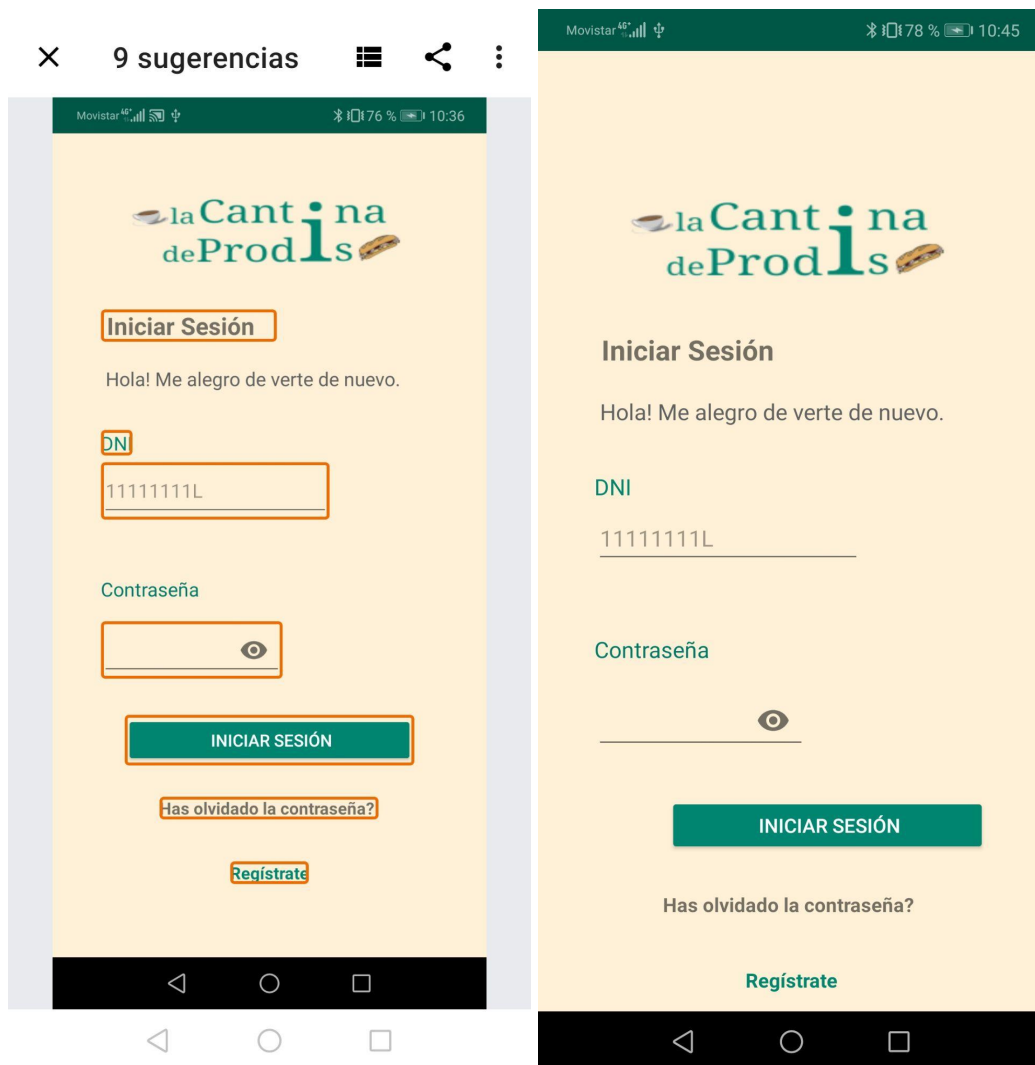 9 sugerencias
Movistar 4G+ 76 % 10:36
la Cantina
de Prodis
Iniciar Sesión
Hola! Me alegro de verte de nuevo.
DNI
11111111L
Contraseña
INICIAR SESIÓN
Has olvidado la contraseña?
Regístrate
Movistar 4G+ 78 % 10:45
la Cantina
de Prodis
Iniciar Sesión
Hola! Me alegro de verte de nuevo.
DNI
11111111L
Contraseña
INICIAR SESIÓN
Has olvidado la contraseña?
Regístrate